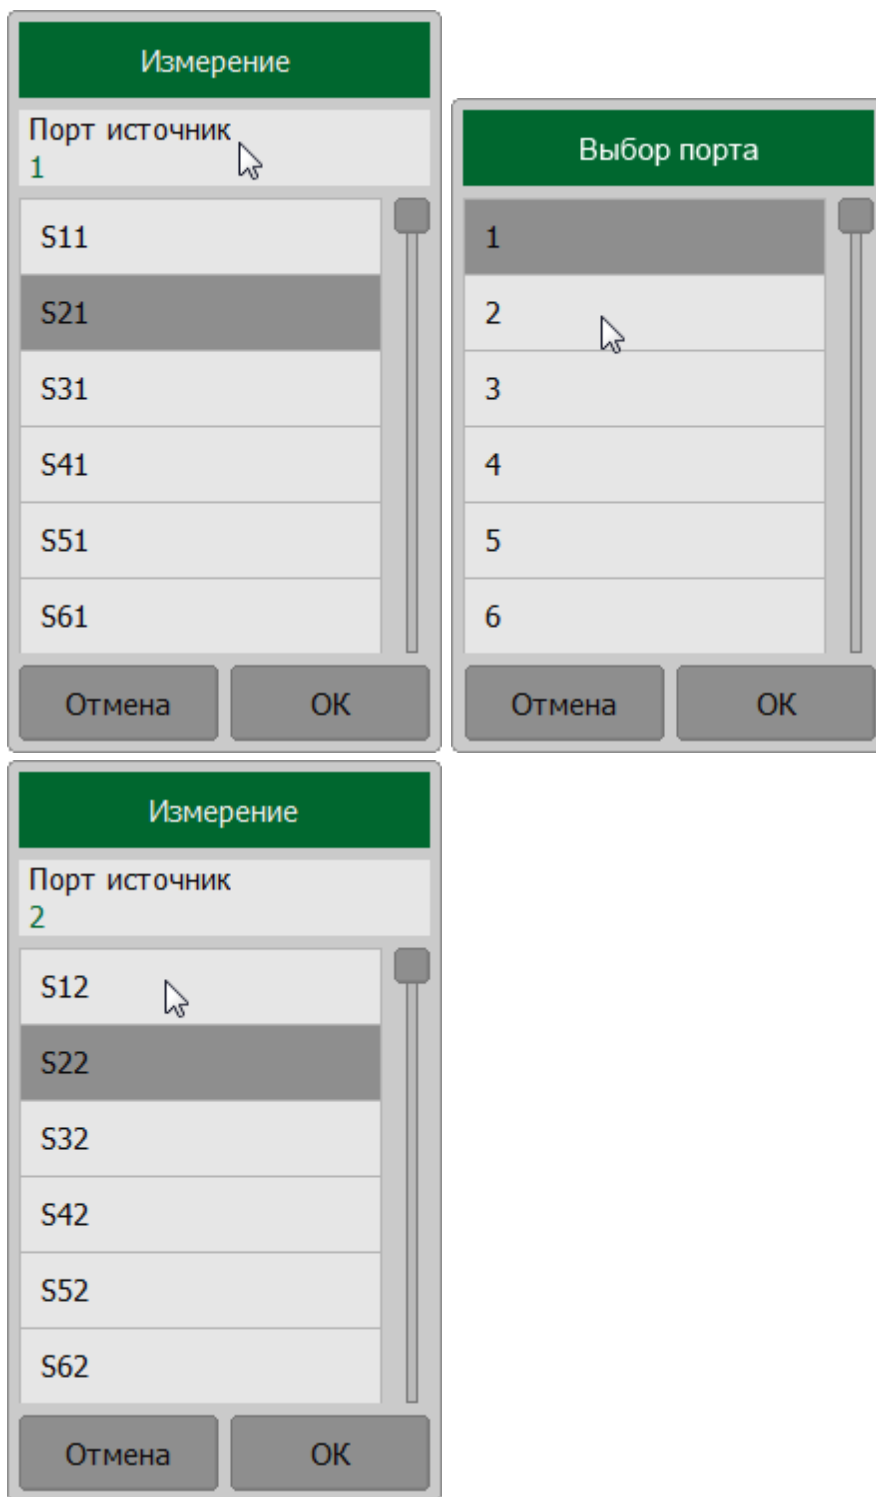 Измерение
Порт источник
1
S11
S21
S31
S41
S51
S61
Отмена
ОК
Выбор порта
1
2
3
4
5
6
Отмена
ОК
Измерение
Порт источник
2
S12
S22
S32
S42
S52
S62
Отмена
ОК